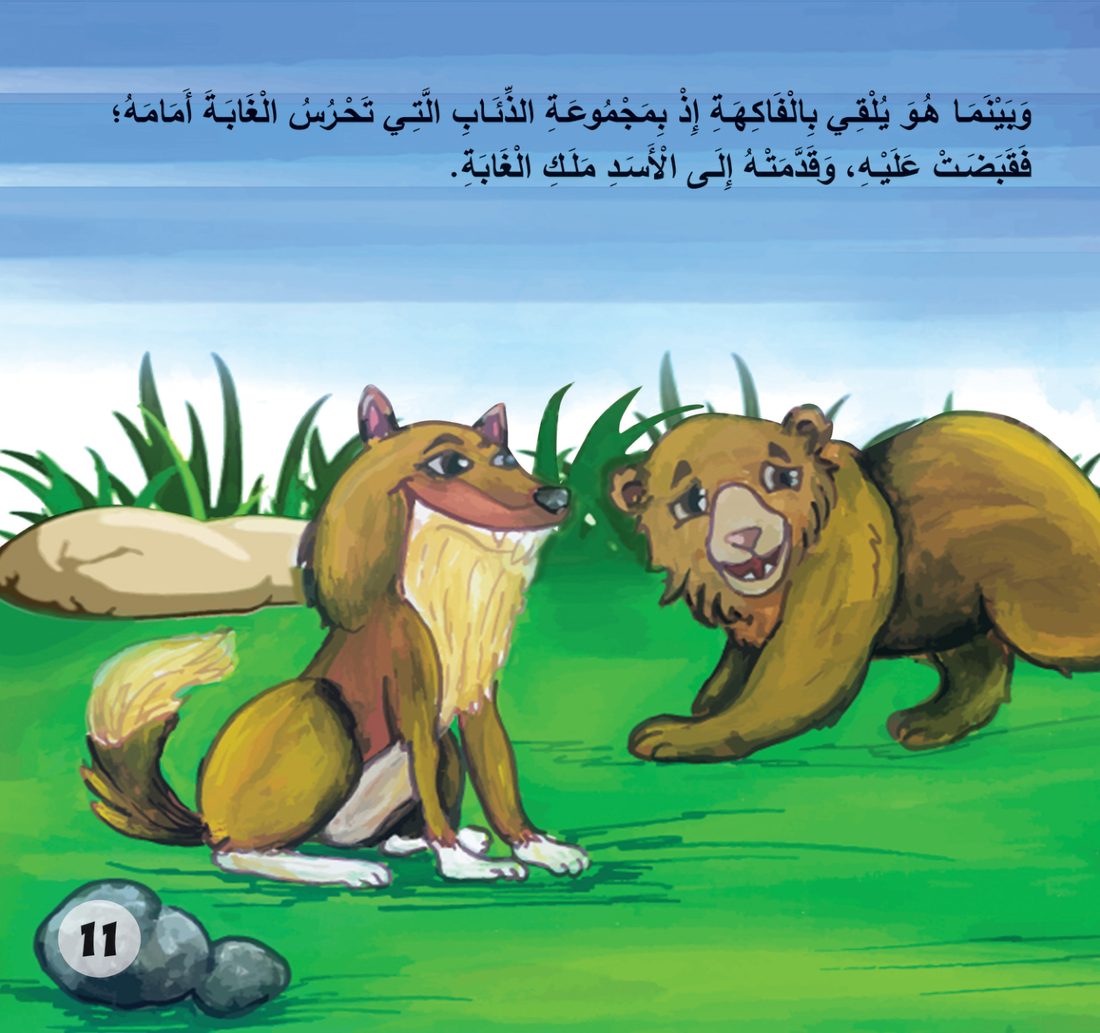 وَبَيْنَمَا هُوَ يُلْقِي بِالْفَاكِهَةِ إِذْ بِمَجْمُوعَةِ الذِّئَابِ الَّتِي تَحْرُسُ الْغَابَةَ أَمَامَهُ؛
فَقَبَضَتْ عَلَيْهِ، وَقَدَّمَتْهُ إِلَى الْأَسَدِ مَلَكِ الْغَابَةِ.
11